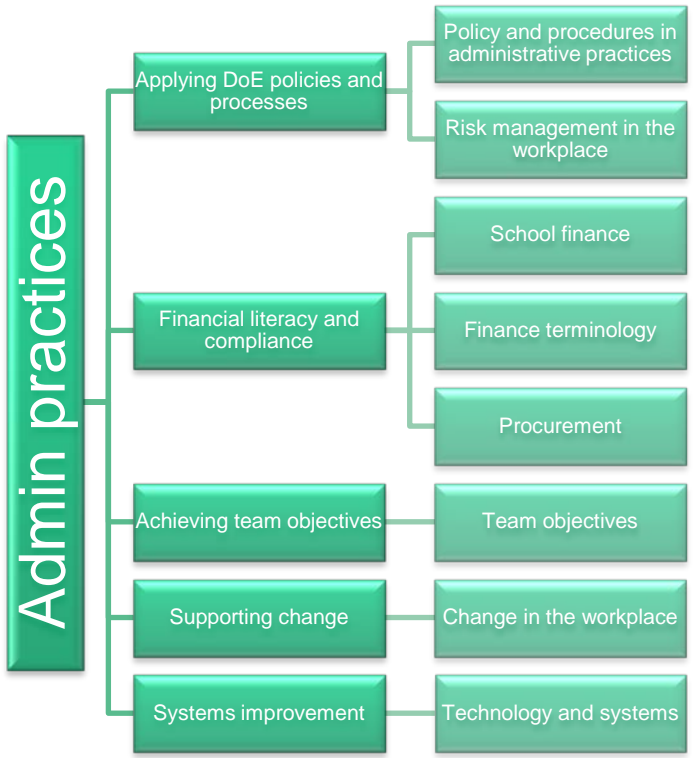 Admin practices
Applying DoE policies and
processes
Policy and procedures in
administrative practices
Risk management in the
workplace
Financial literacy and
compliance
School finance
Finance terminology
Procurement
Achieving team objectives
Team objectives
Supporting change
Change in the workplace
Systems improvement
Technology and systems